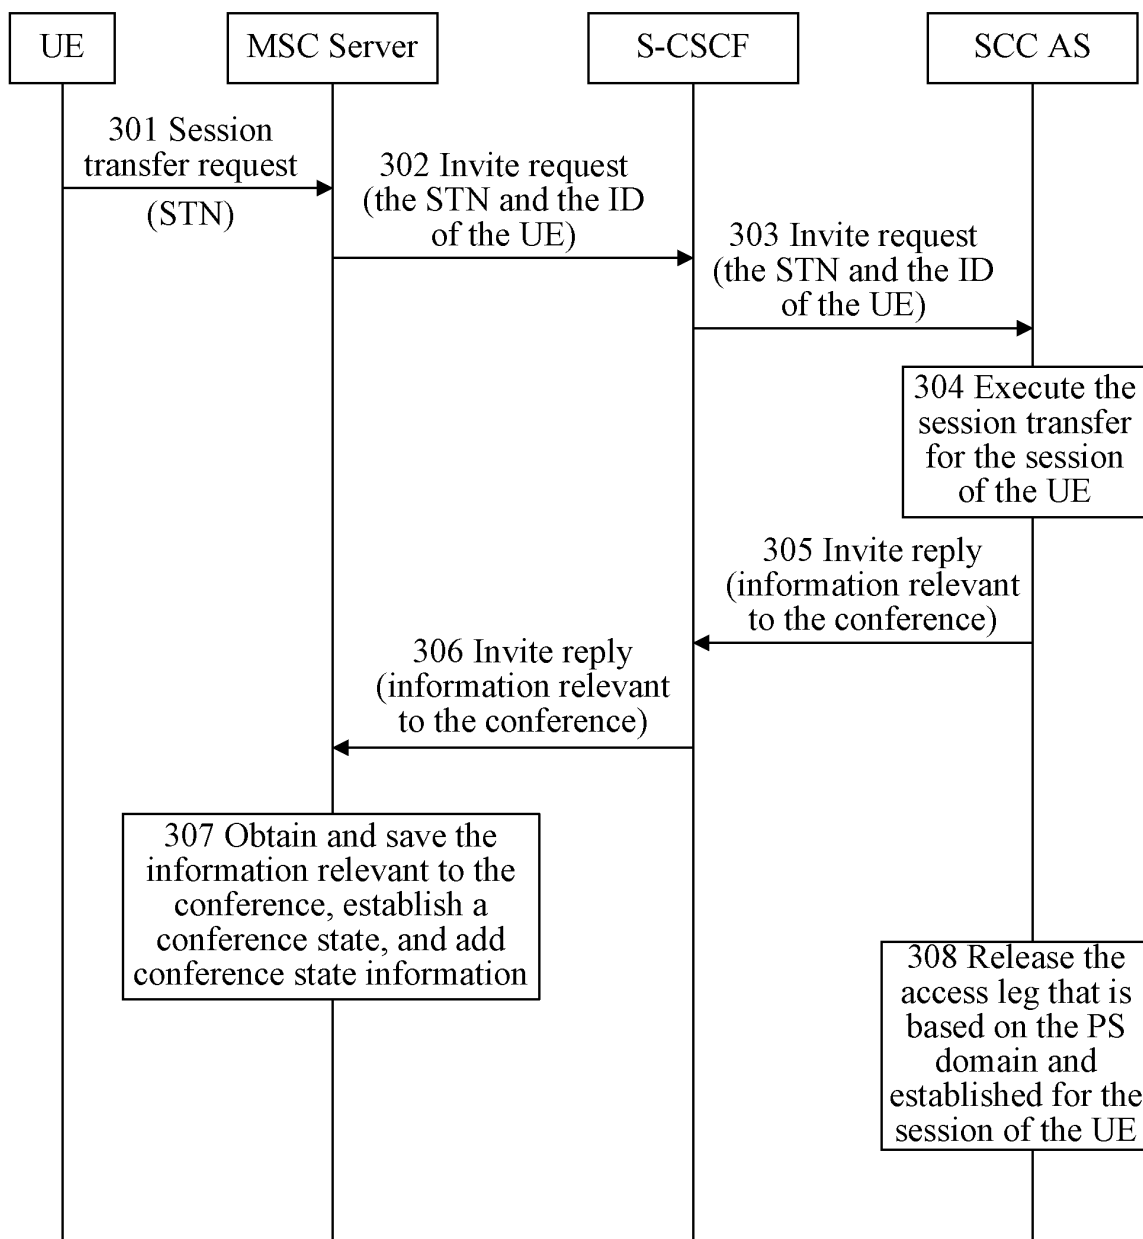 UE
MSC Server
S-CSCF
SCC AS
301 Session
transfer request
(STN)
302 Invite request
(the STN and the ID
of the UE)
303 Invite request
(the STN and the ID
of the UE)
304 Execute the
session transfer
for the session
of the UE
305 Invite reply
(information relevant
to the conference)
306 Invite reply
(information relevant
to the conference)
307 Obtain and save the
information relevant to the
conference, establish a
conference state, and add
conference state information
308 Release the
access leg that is
based on the PS
domain and
established for the
session of the UE